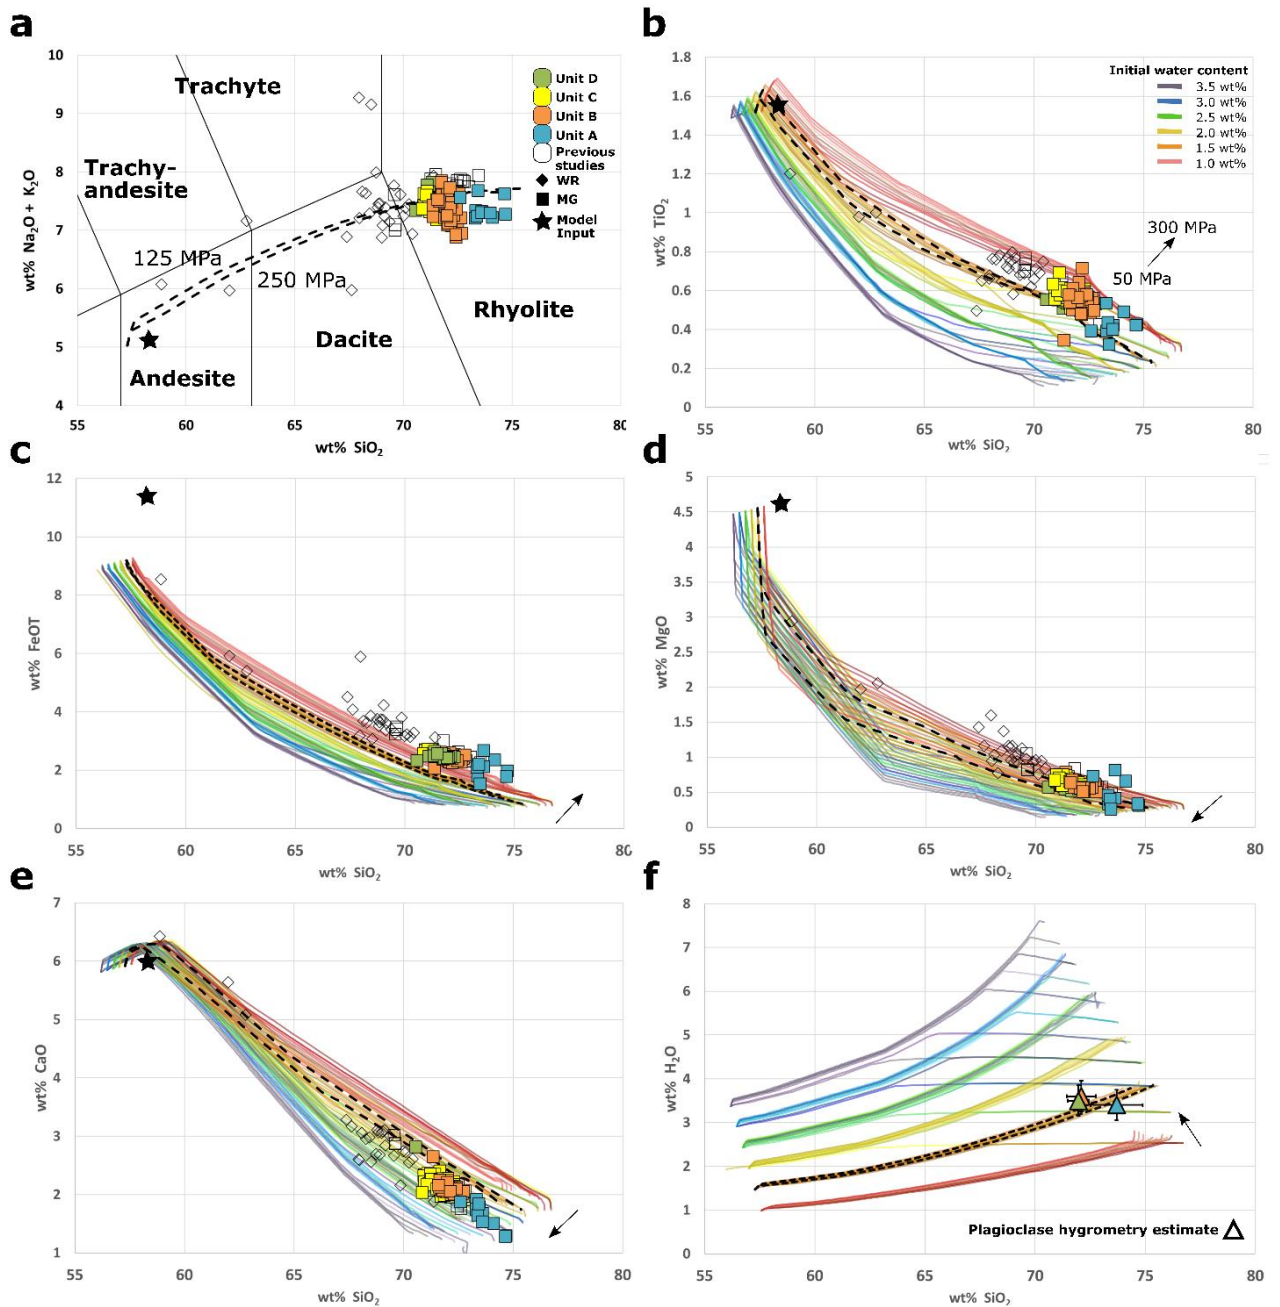 a
10
9
8
7
6
5
4
wt% Na₂O + K₂O
Trachyte
Trachy-
andesite
125 MPa
250 MPa
Andesite
Dacite
Rhyolite
Unit D
Unit C
Unit B
Unit A
Previous
studies
WR
MG
Model
Input
55 60 65 70 75 80
wt% SiO₂
b
1.8
1.6
1.4
1.2
1
0.8
0.6
0.4
0.2
0
wt% TiO₂
Initial water content
3.5 wt%
3.0 wt%
2.5 wt%
2.0 wt%
1.5 wt%
1.0 wt%
300 MPa
50 MPa
55 60 65 70 75 80
wt% SiO₂
c
12
10
8
6
4
2
0
wt% FeOT
55 60 65 70 75 80
wt% SiO₂
d
5
4.5
4
3.5
3
2.5
2
1.5
1
0.5
0
wt% MgO
55 60 65 70 75 80
wt% SiO₂
e
7
6
5
4
3
2
1
wt% CaO
55 60 65 70 75 80
wt% SiO₂
f
8
7
6
5
4
3
2
1
0
wt% H₂O
Plagioclase hygrometry estimate
55 60 65 70 75 80
wt% SiO₂